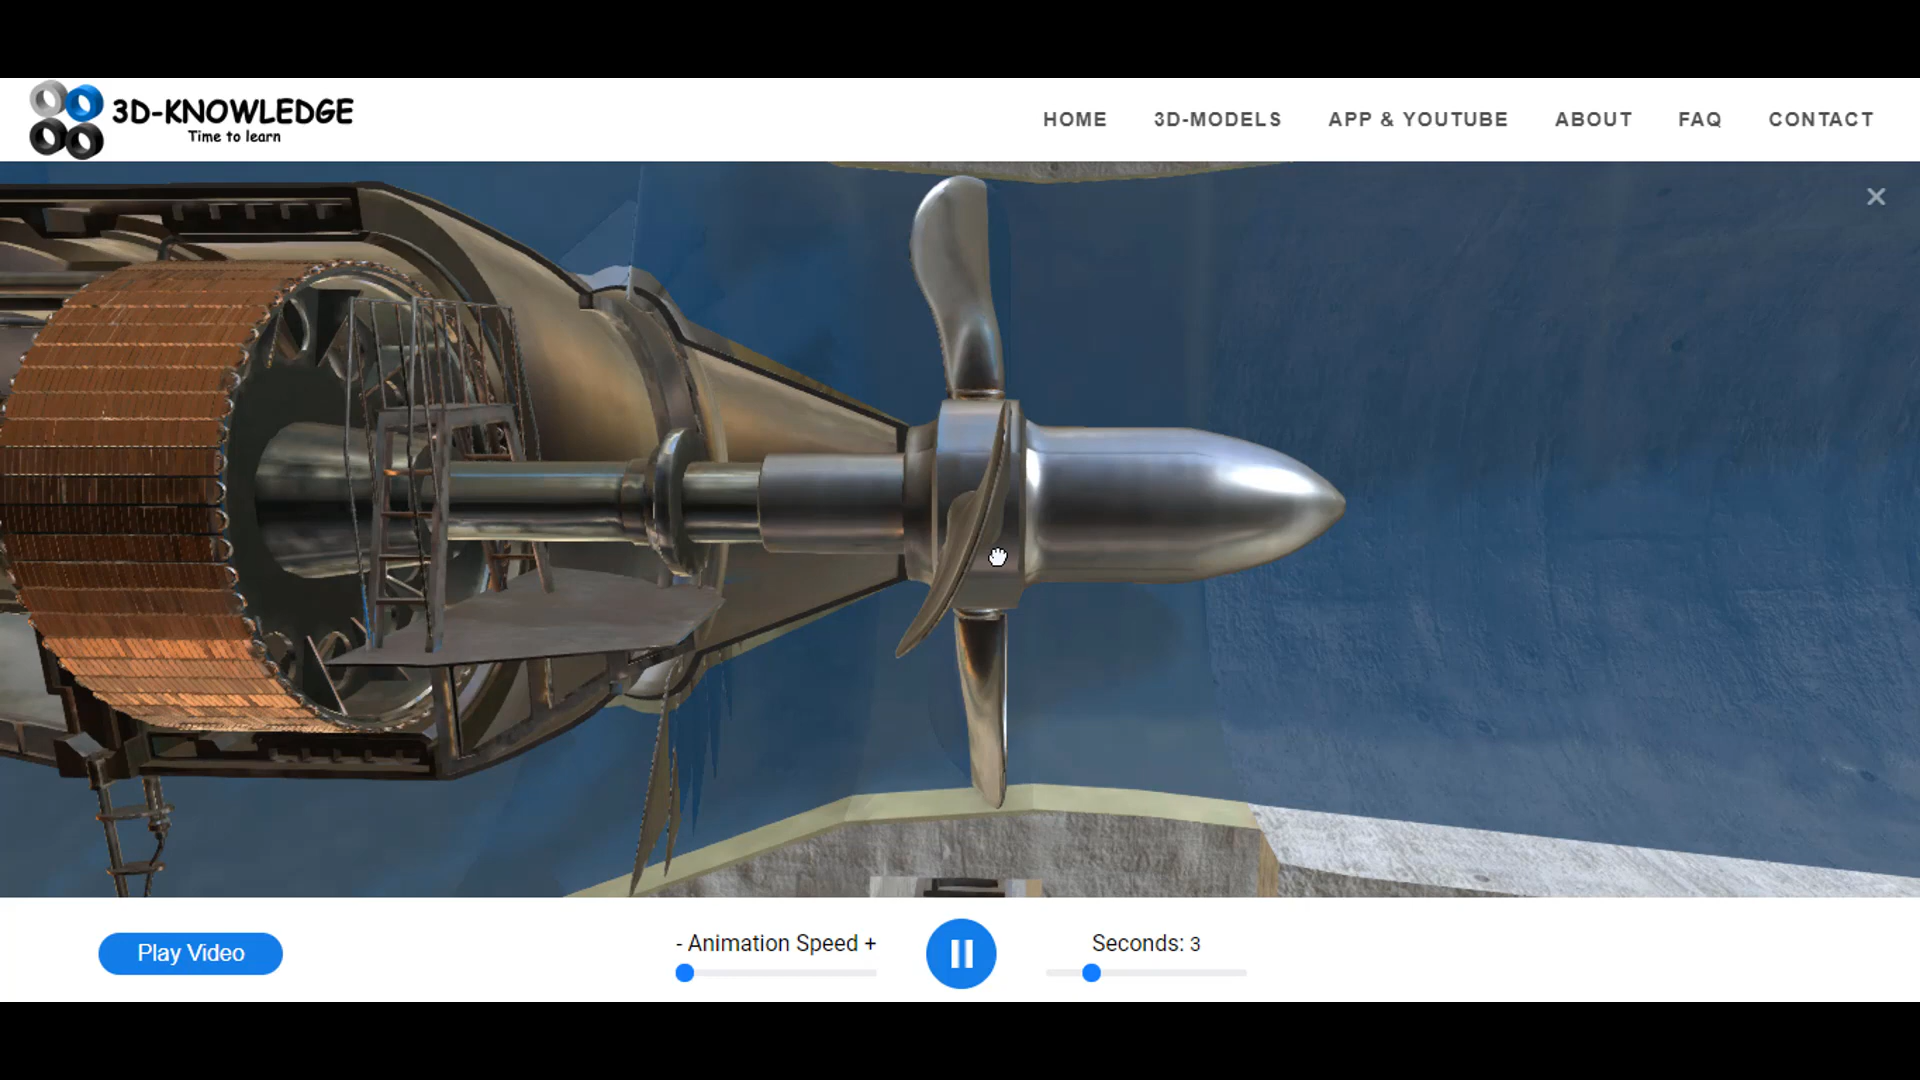 3D-KNOWLEDGE
Time to learn
HOME
3D-MODELS
APP & YOUTUBE
ABOUT
FAQ
CONTACT
Play Video
- Animation Speed +
Seconds: 3